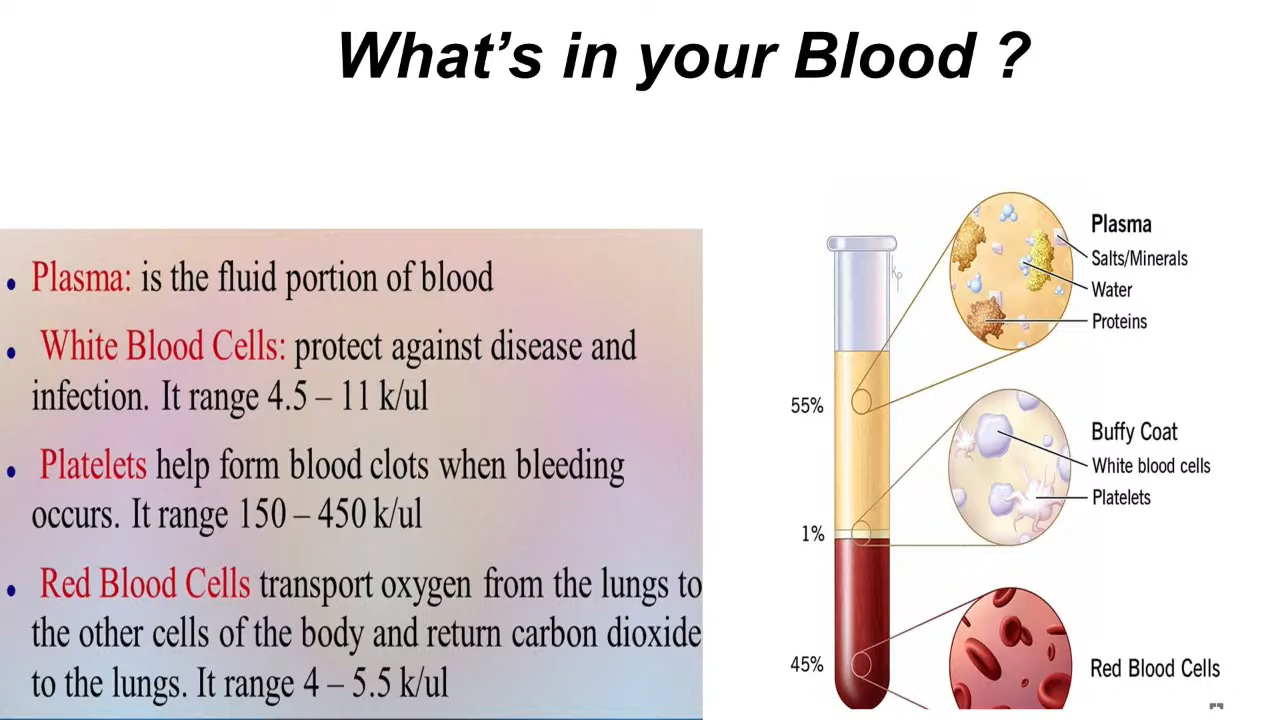 What's in your Blood ?
• Plasma: is the fluid portion of blood
• White Blood Cells: protect against disease and
infection. It range 4.5 – 11 k/ul
• Platelets help form blood clots when bleeding
occurs. It range 150 – 450 k/ul
• Red Blood Cells transport oxygen from the lungs to
the other cells of the body and return carbon dioxide
to the lungs. It range 4 – 5.5 k/ul
Plasma
Salts/Minerals
Water
Proteins
55%
Buffy Coat
White blood cells
Platelets
1%
45%
Red Blood Cells